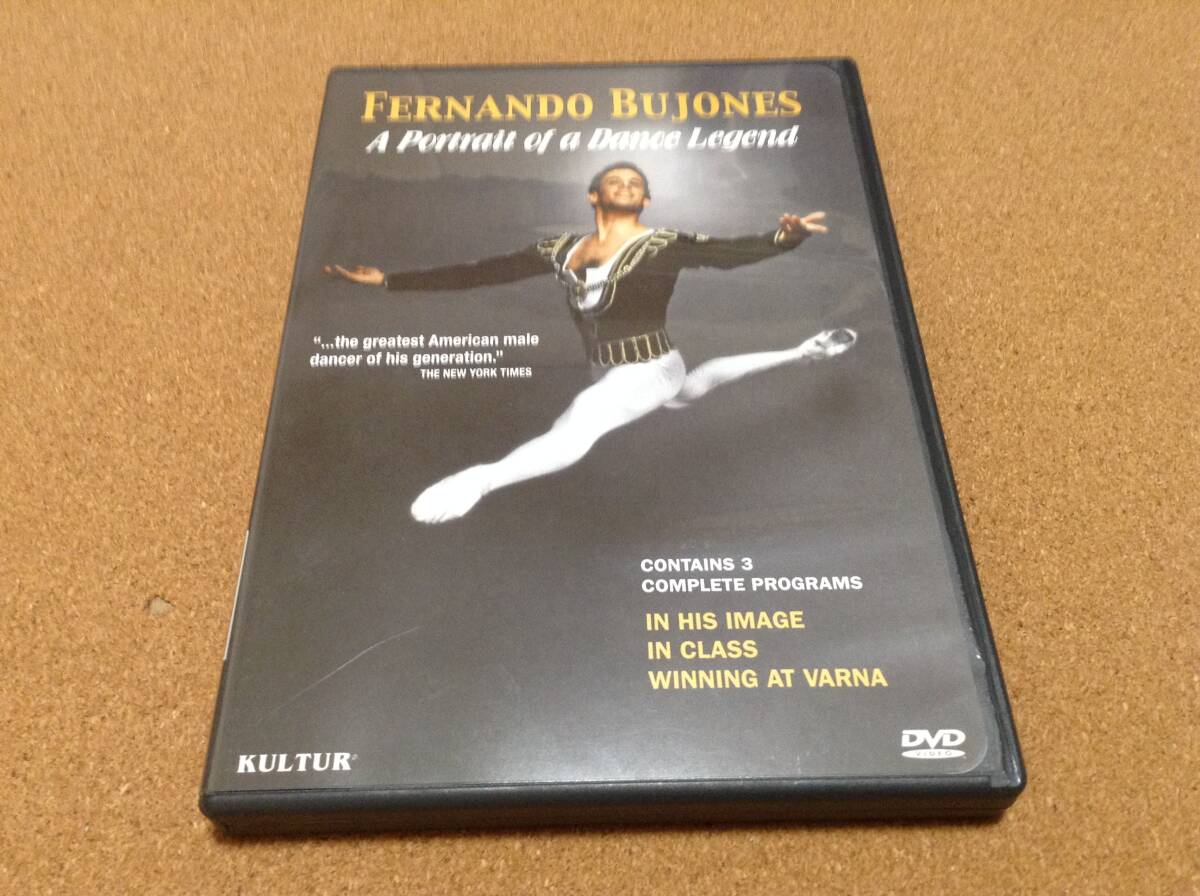 FERNANDO BUJONES
A Portrait of a Dance Legend
"...the greatest American male
dancer of his generation."
THE NEW YORK TIMES
CONTAINS 3
COMPLETE PROGRAMS
IN HIS IMAGE
IN CLASS
WINNING AT VARNA
KULTUR®
DVD
VIDEO